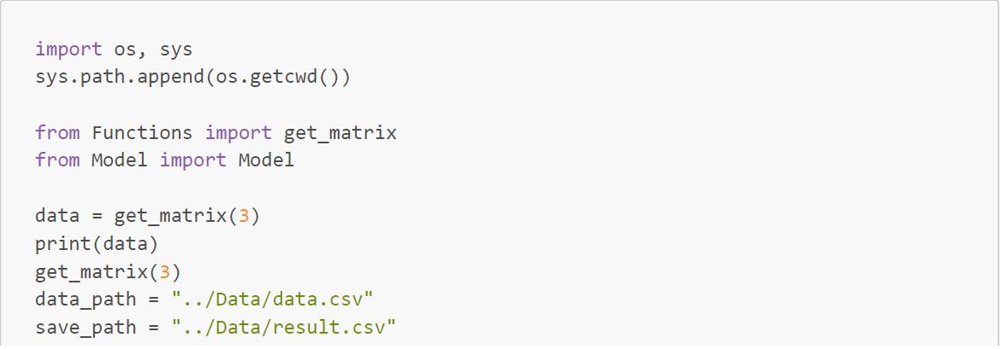 import os, sys
sys.path.append(os.getcwd())
from Functions import get_matrix
from Model import Model
data = get_matrix(3)
print(data)
get_matrix(3)
data_path = "../Data/data.csv"
save_path = "../Data/result.csv"